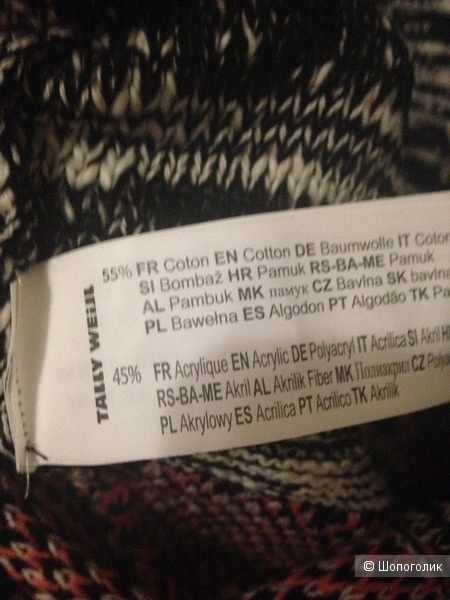 TALLY WEiJL
55% FR Coton EN Cotton DE Baumwolle IT Coton
SI Bombaž HR Pamuk RS-BA-ME Pamuk
AL Pambuk MK памук CZ Bavlna SK bavlna
PL Bawełna ES Algodon PT Algodão TK
45% FR Acrylique EN Acrylic DE Polyacryl IT Acrilica SI Akril
RS-BA-ME Akril AL Akrilik Fiber MK Полиакрил CZ
PL Akrylowy ES Acrilica PT Acrilico TK Akrilik
© Шопоголик